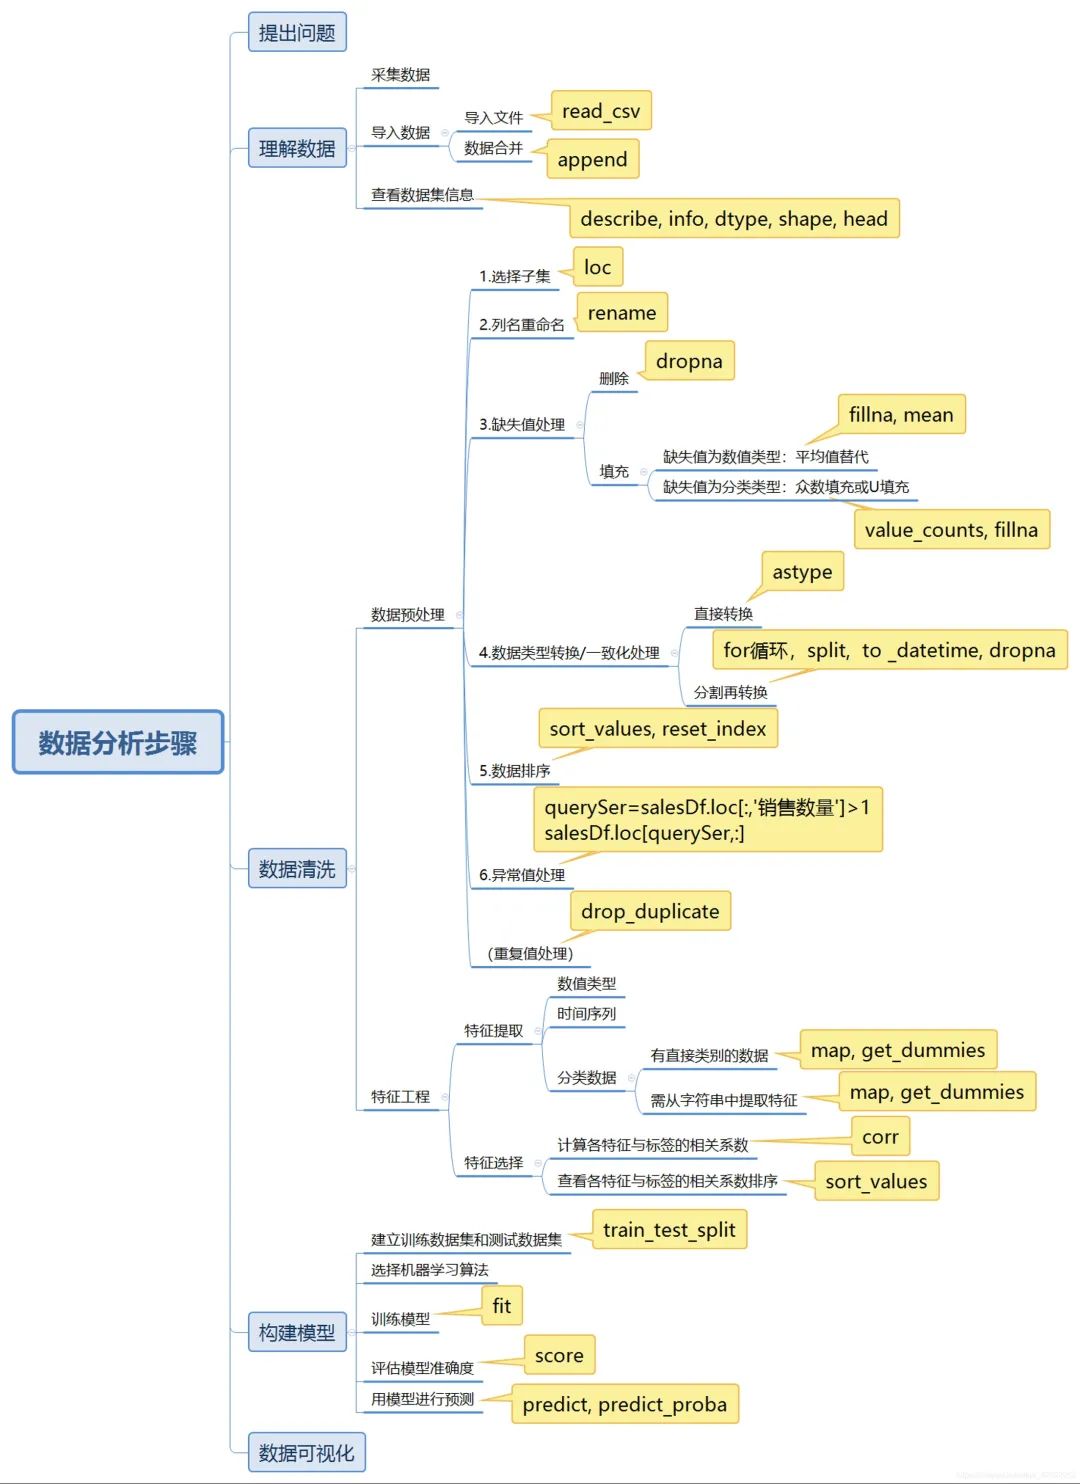 提出问题
采集数据
导入文件
read_csv
导入数据
理解数据
数据合并
append
查看数据集信息
describe, info, dtype, shape, head
1.选择子集
loc
2.列名重命名
rename
删除
dropna
3.缺失值处理
fillna, mean
填充
缺失值为数值类型：平均值替代
缺失值为分类类型：众数填充或U填充
value_counts, fillna
astype
数据预处理
直接转换
4.数据类型转换/一致化处理
for循环，split，to _datetime, dropna
分割再转换
数据分析步骤
sort_values, reset_index
5.数据排序
querySer=salesDf.loc[:,'销售数量']>1
salesDf.loc[querySer,:]
数据清洗
6.异常值处理
drop_duplicate
（重复值处理）
数值类型
特征提取
时间序列
有直接类别的数据
map, get_dummies
分类数据
特征工程
需从字符串中提取特征
map, get_dummies
计算各特征与标签的相关系数
corr
特征选择
查看各特征与标签的相关系数排序
sort_values
建立训练数据集和测试数据集
train_test_split
选择机器学习算法
构建模型
训练模型
fit
评估模型准确度
score
用模型进行预测
predict, predict_proba
数据可视化